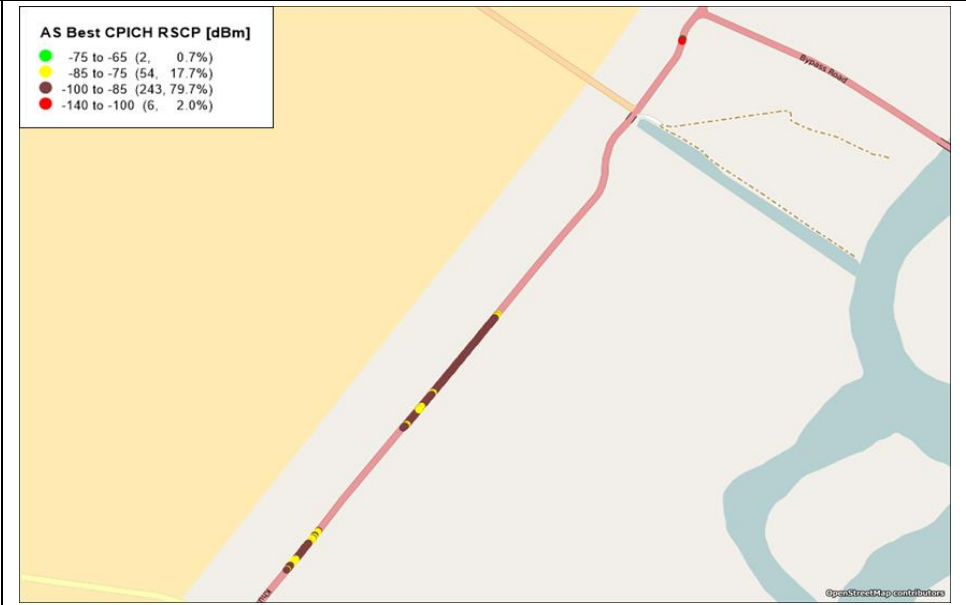 AS Best CPICH RSCP [dBm]
-75 to -65 (2, 0.7%)
-85 to -75 (54, 17.7%)
-100 to -85 (243, 79.7%)
-140 to -100 (6, 2.0%)
Bypass Road
OpenStreetMap contributors